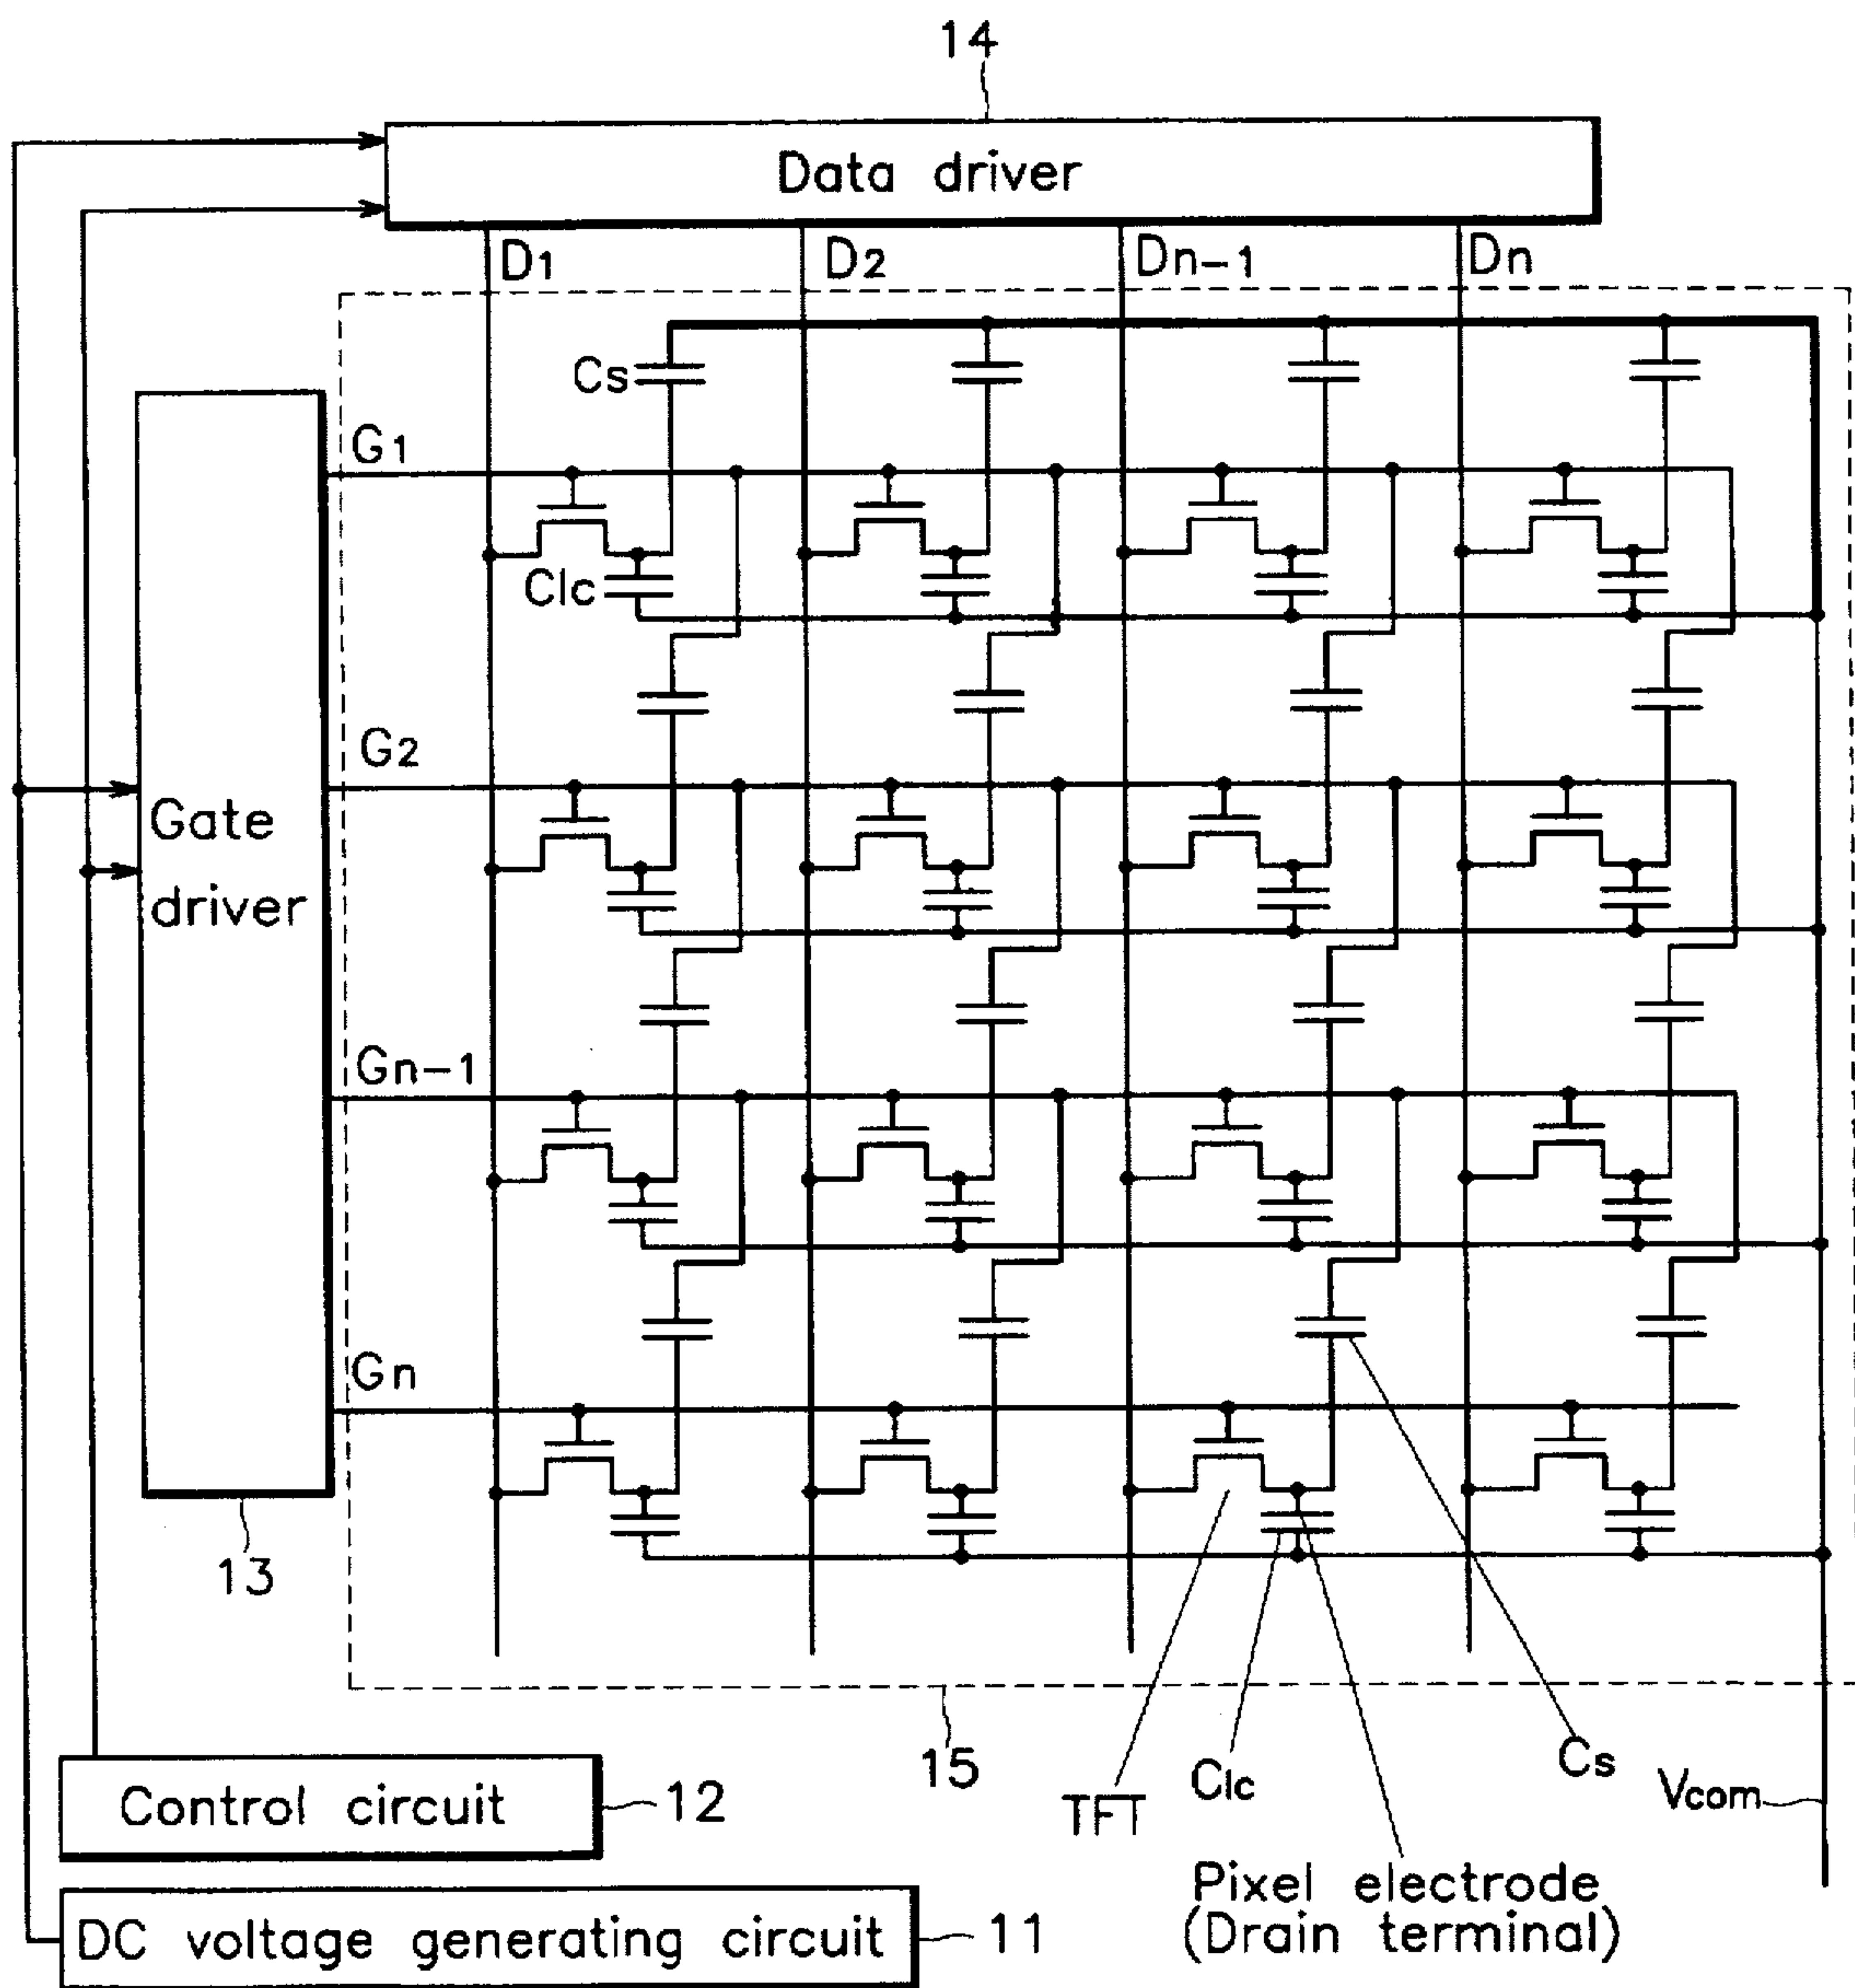 14
Data driver
D1
D2
Dn-1
Dn
Cs
G1
Clc
G2
Gate
driver
Gn-1
Gn
13
15
Control circuit
12
TFT
Clc
Cs
Vcom
Pixel electrode
(Drain terminal)
DC voltage generating circuit
11